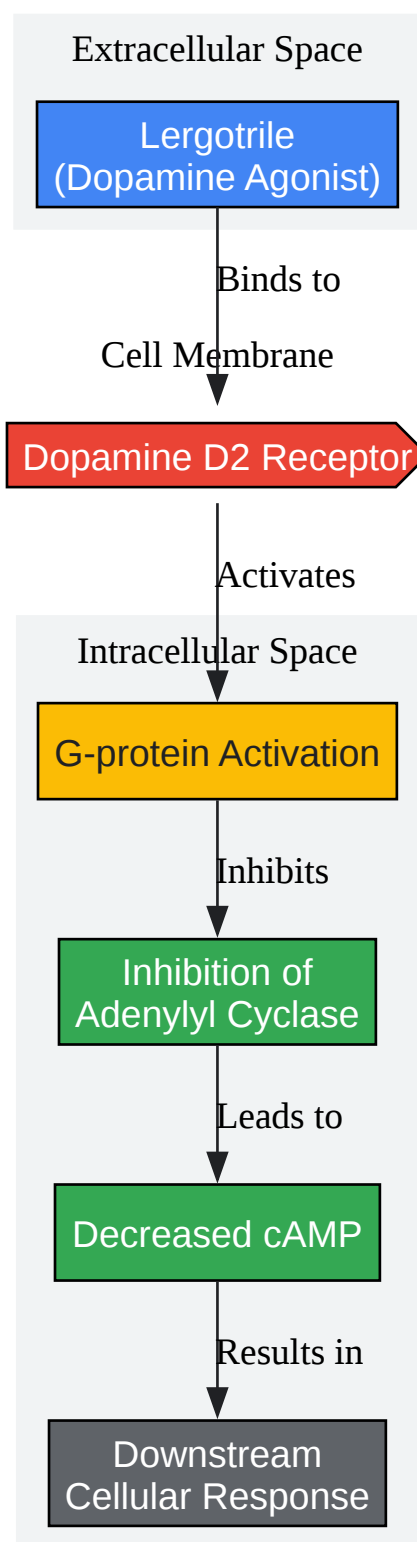 Extracellular Space
Lergotrile
(Dopamine Agonist)
Binds to
Cell Membrane
Dopamine D2 Receptor
Activates
Intracellular Space
G-protein Activation
Inhibits
Inhibition of
Adenylyl Cyclase
Leads to
Decreased cAMP
Results in
Downstream
Cellular Response